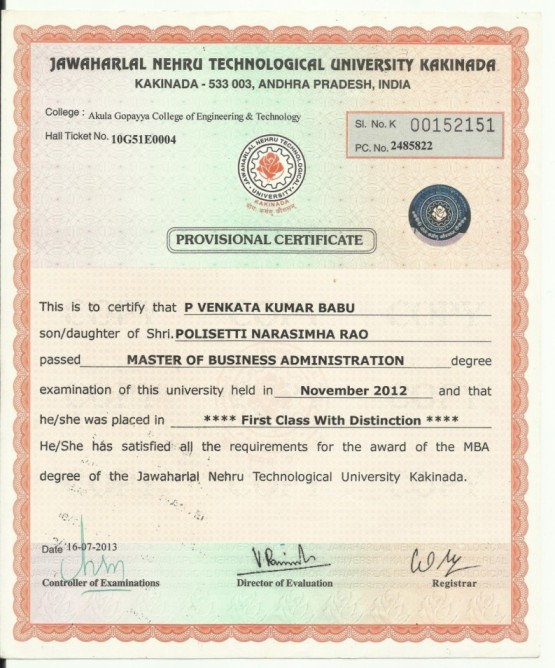 JAWAHARLAL NEHRU TECHNOLOGICAL UNIVERSITY KAKINADA
KAKINADA - 533 003, ANDHRA PRADESH, INDIA
College : Akula Gopayya College of Engineering & Technology
Hall Ticket No. 10G51E0004
Sl. No. K 00152151
PC. No. 2485822
JAWAHARLAL NEHRU TECHNOLOGICAL
UNIVERSITY
KAKINADA
PROVISIONAL CERTIFICATE
This is to certify that P VENKATA KUMAR BABU
son/daughter of Shri. POLISETTI NARASIMHA RAO
passed MASTER OF BUSINESS ADMINISTRATION degree
examination of this university held in November 2012 and that
he/she was placed in **** First Class With Distinction ****
He/She has satisfied all the requirements for the award of the MBA
degree of the Jawaharlal Nehru Technological University Kakinada.
Date 16-07-2013
Controller of Examinations
Director of Evaluation
Registrar